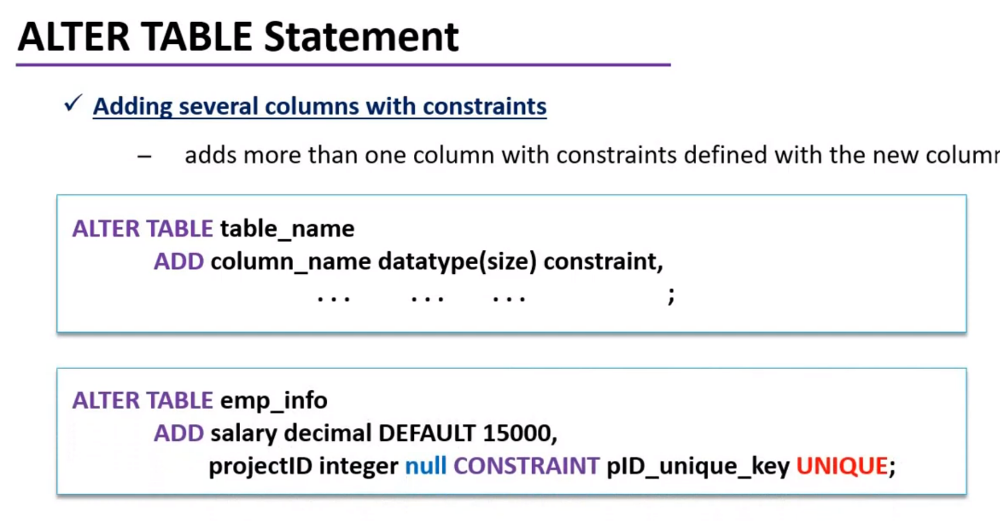 ALTER TABLE Statement
✓ Adding several columns with constraints
– adds more than one column with constraints defined with the new
ALTER TABLE table_name
ADD column_name datatype(size) constraint,
... ... ... ;
ALTER TABLE emp_info
ADD salary decimal DEFAULT 15000,
projectID integer null CONSTRAINT pID_unique_key UNIQUE;